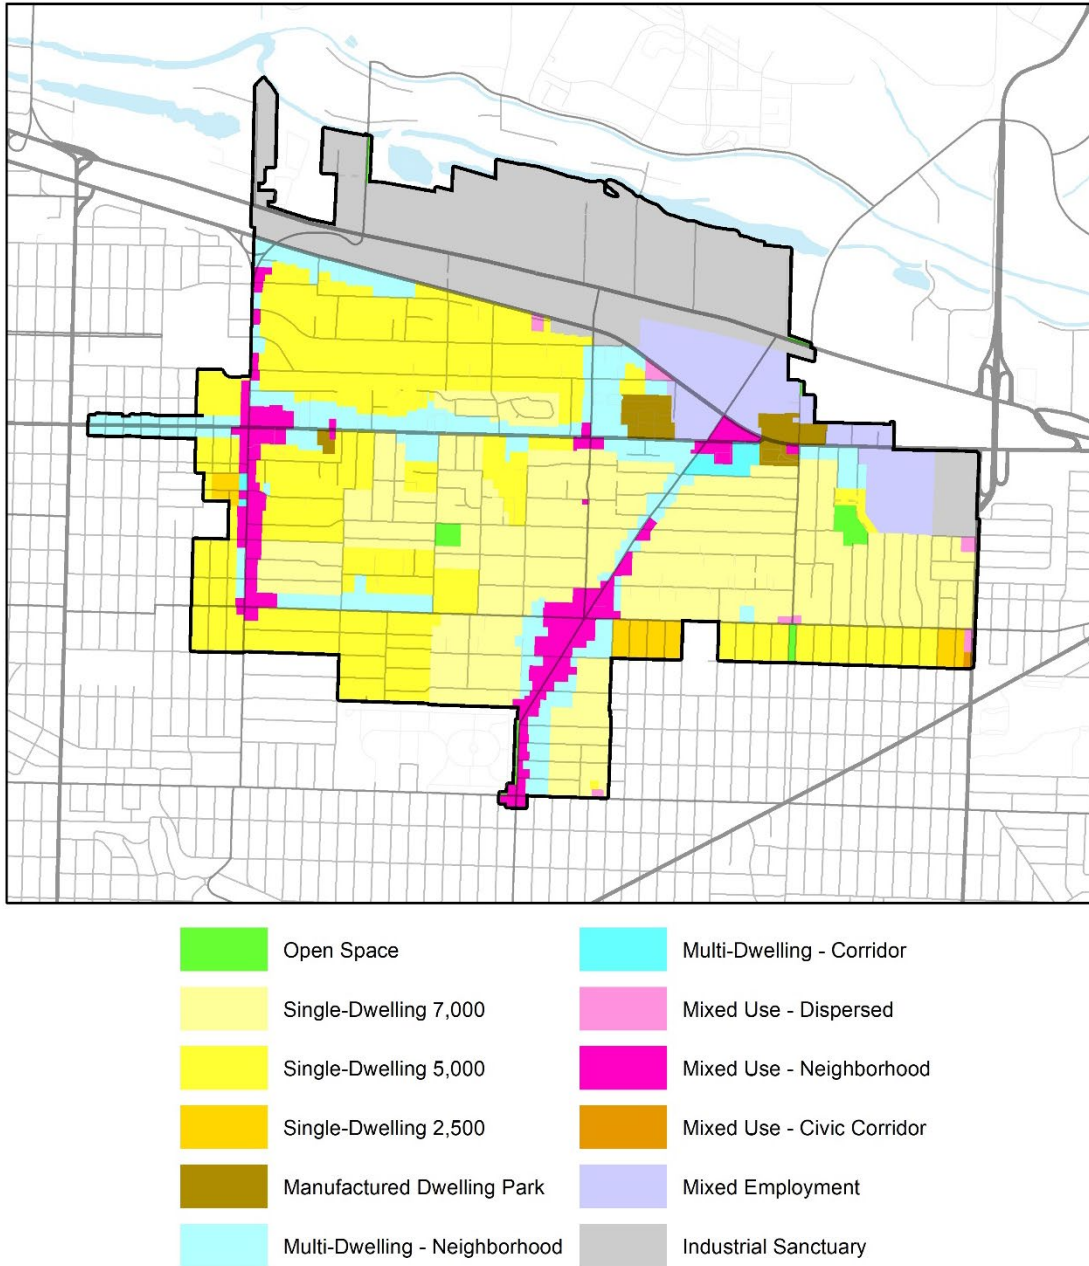 Open Space
Single-Dwelling 7,000
Single-Dwelling 5,000
Single-Dwelling 2,500
Manufactured Dwelling Park
Multi-Dwelling - Neighborhood
Multi-Dwelling - Corridor
Mixed Use - Dispersed
Mixed Use - Neighborhood
Mixed Use - Civic Corridor
Mixed Employment
Industrial Sanctuary